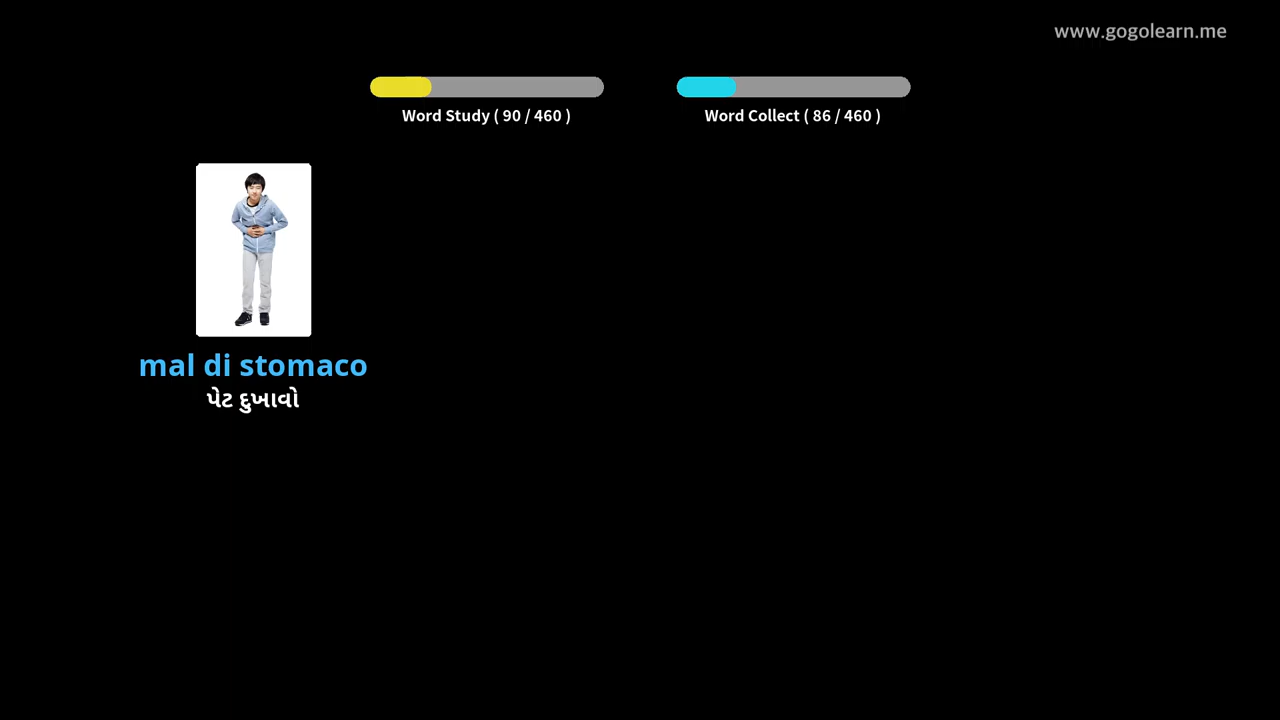 www.gogolearn.me
Word Study ( 90 / 460 )
Word Collect ( 86 / 460 )
mal di stomaco
પેટ દુખાવો